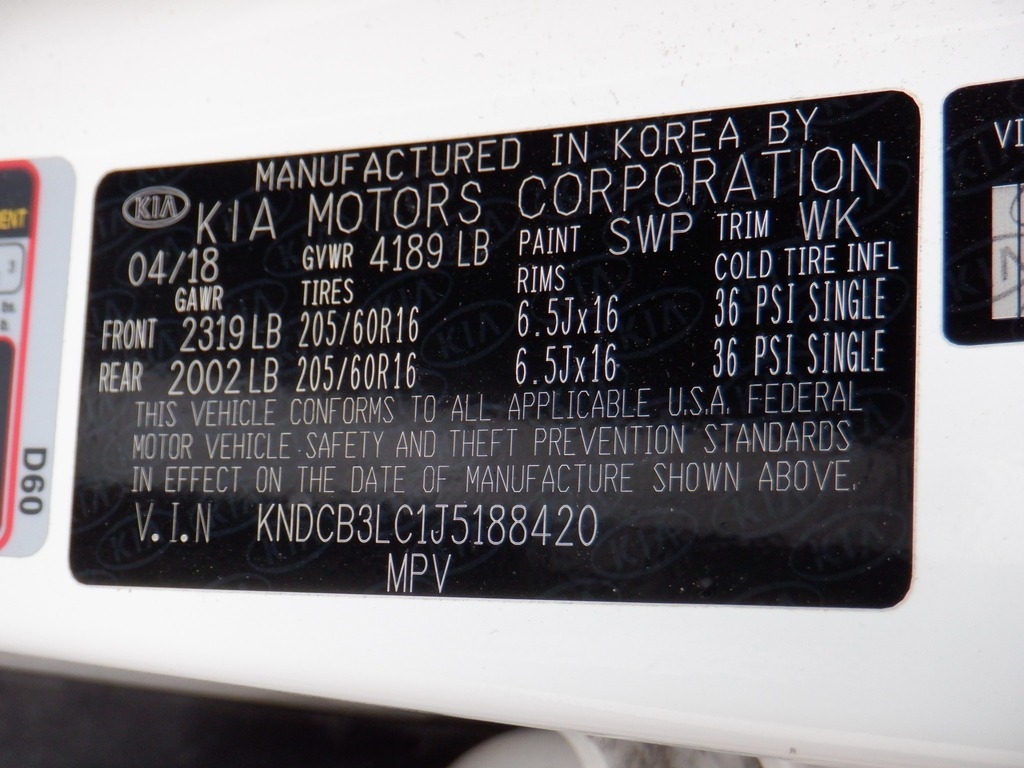 MANUFACTURED IN KOREA BY
KIA KIA MOTORS CORPORATION
04/18 GVWR 4189 LB PAINT SWP TRIM WK
GAWR TIRES RIMS COLD TIRE INFL
FRONT 2319 LB 205/60R16 6.5Jx16 36 PSI SINGLE
REAR 2002 LB 205/60R16 6.5Jx16 36 PSI SINGLE
THIS VEHICLE CONFORMS TO ALL APPLICABLE U.S.A. FEDERAL
MOTOR VEHICLE SAFETY AND THEFT PREVENTION STANDARDS
IN EFFECT ON THE DATE OF MANUFACTURE SHOWN ABOVE.
V.I.N KNDCB3LC1J5188420
MPV
D60
VI